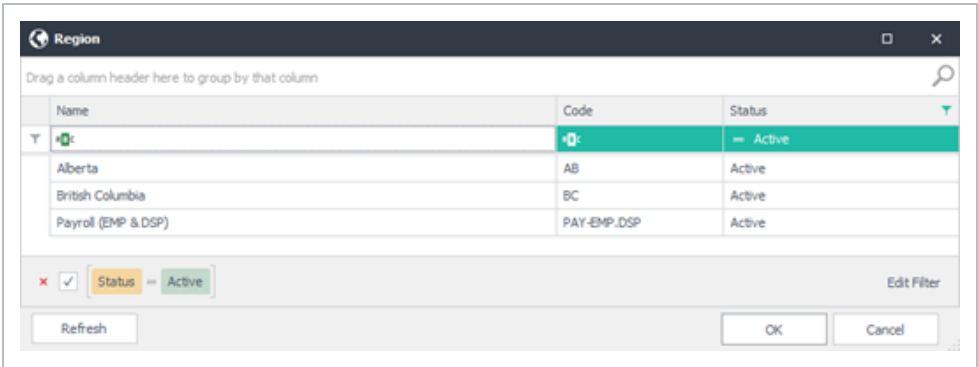 Region
Drag a column header here to group by that column
Name Code Status
= Active
Alberta AB Active
British Columbia BC Active
Payroll (EMP & DSP) PAY-EMP.DSP Active
Status = Active Edit Filter
Refresh OK Cancel